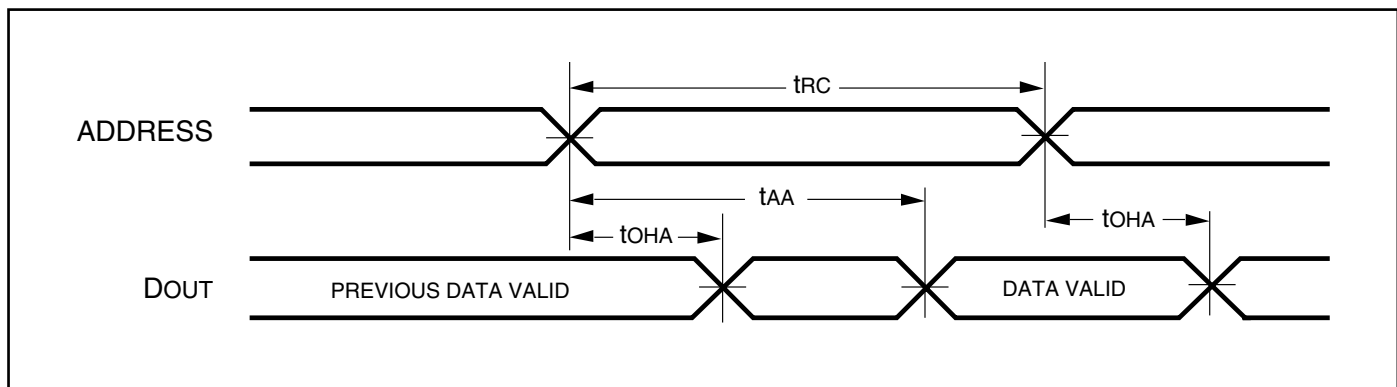 tRC
ADDRESS
tAA
tOHA
tOHA
DOUT
PREVIOUS DATA VALID
DATA VALID